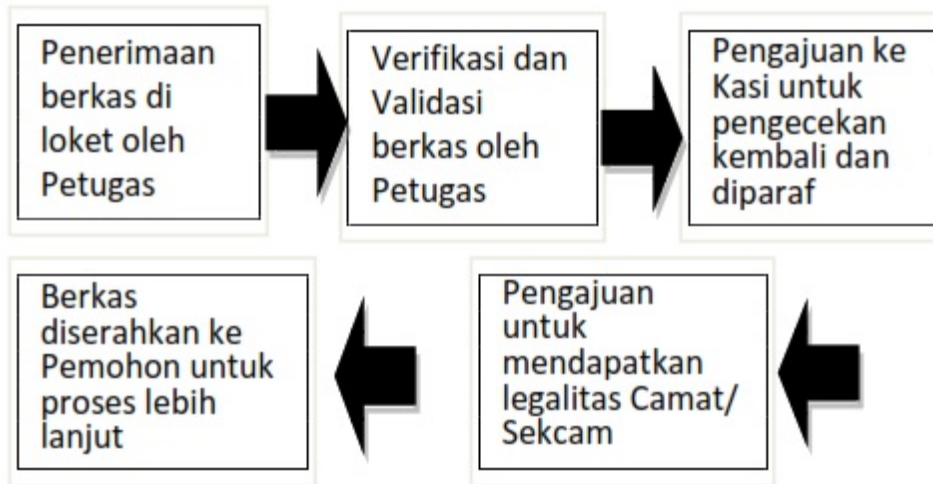 Penerimaan
berkas di
loket oleh
Petugas
Verifikasi dan
Validasi
berkas oleh
Petugas
Pengajuan ke
Kasi untuk
pengecekan
kembali dan
diparaf
Pengajuan
untuk
mendapatkan
legalitas Camat/
Sekcam
Berkas
diserahkan ke
Pemohon untuk
proses lebih
lanjut